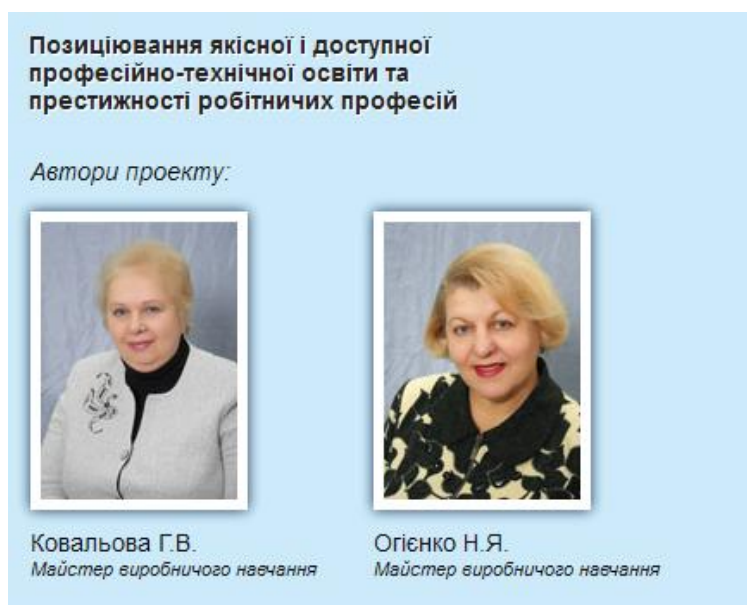 Позиціювання якісної і доступної
професійно-технічної освіти та
престижності робітничих професій
Автори проекту:
Ковальова Г.В.
Майстер виробничого навчання
Огієнко Н.Я.
Майстер виробничого навчання